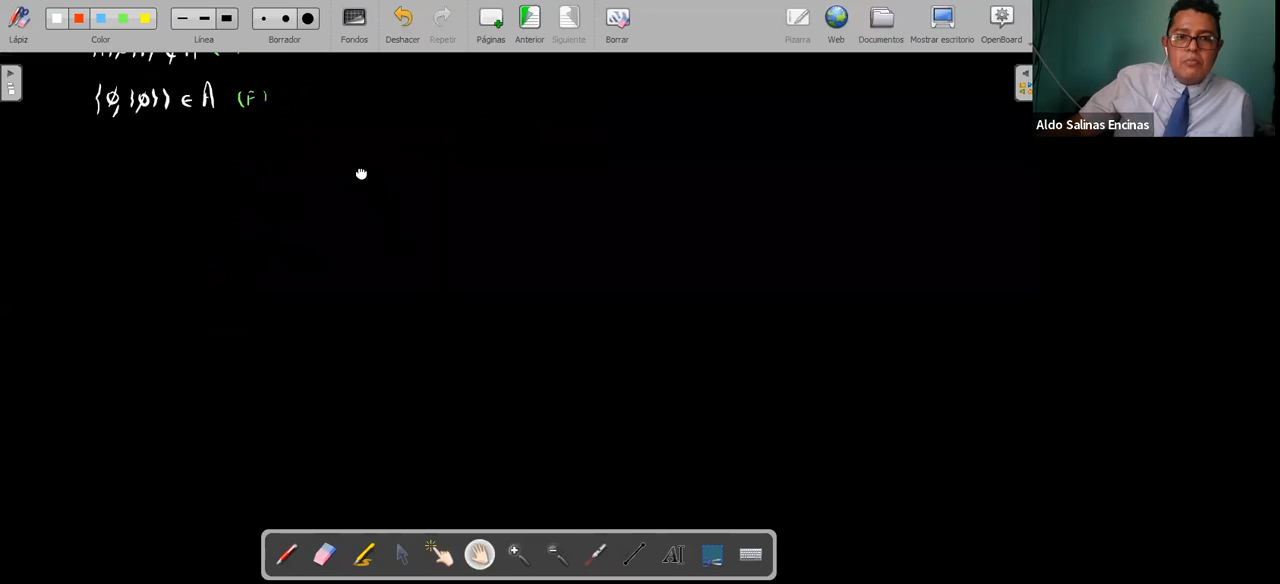 Lápiz Color Línea Borrador Fondos Deshacer Repetir Páginas Anterior Siguiente Borrar Pizarra Web Documentos Mostrar escritorio OpenBoard
{∅, {∅}} ∈ A (F)
Aldo Salinas Encinas
AI